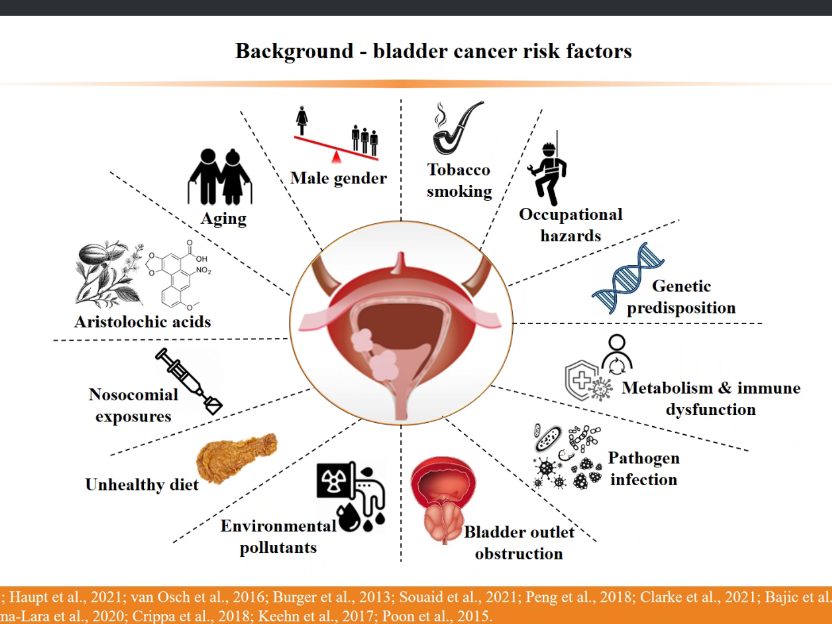 Background - bladder cancer risk factors
Male gender
Tobacco
smoking
Aging
Occupational
hazards
O
OH
O
O
NO₂
O
Aristolochic acids
Genetic
predisposition
Nosocomial
exposures
Metabolism & immune
dysfunction
Unhealthy diet
Pathogen
infection
Environmental
pollutants
Bladder outlet
obstruction
; Haupt et al., 2021; van Osch et al., 2016; Burger et al., 2013; Souaid et al., 2021; Peng et al., 2018; Clarke et al., 2021; Bajic et al.
ma-Lara et al., 2020; Crippa et al., 2018; Keehn et al., 2017; Poon et al., 2015.